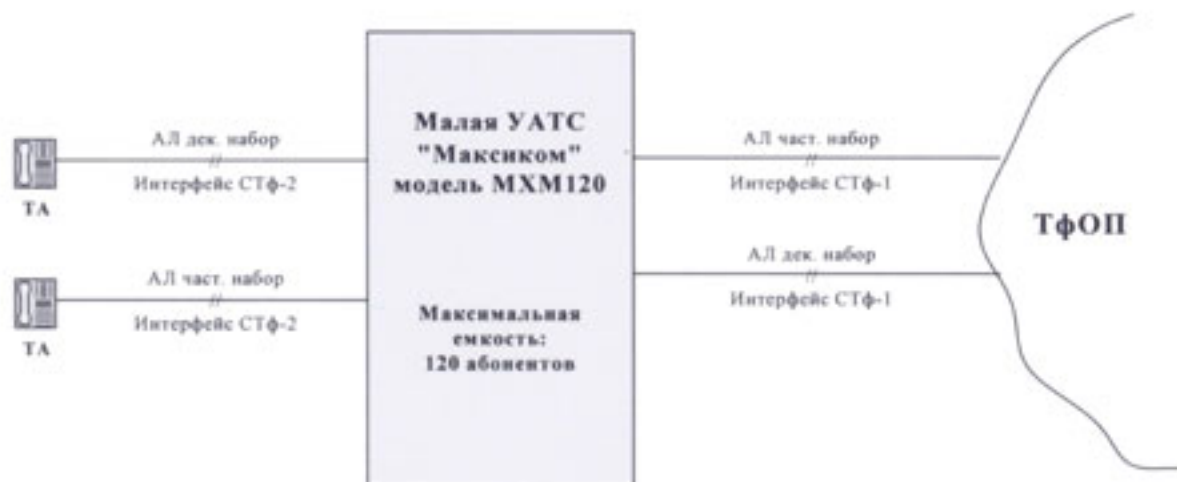 АЛ дек. набор
Интерфейс СТф-2
ТА
АЛ част. набор
Интерфейс СТф-2
ТА
Малая УАТС
"Максиком"
модель МХМ120
Максимальная
емкость:
120 абонентов
АЛ част. набор
Интерфейс СТф-1
АЛ дек. набор
Интерфейс СТф-1
ТфОП